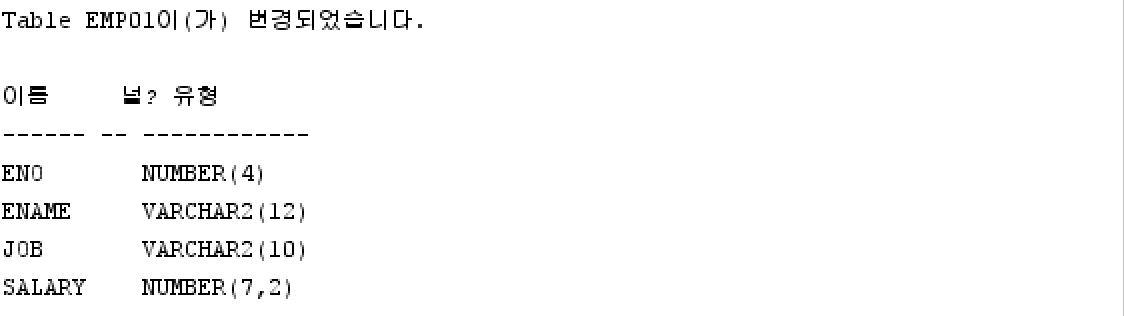 Table EMP01이(가) 변경되었습니다.
이름 널? 유형
------ -- ------------
ENO NUMBER(4)
ENAME VARCHAR2(12)
JOB VARCHAR2(10)
SALARY NUMBER(7,2)